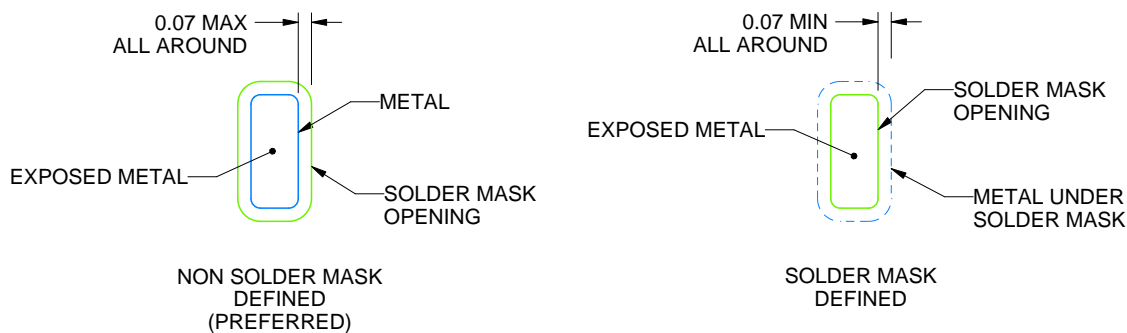 0.07 MAX
ALL AROUND
METAL
EXPOSED METAL
SOLDER MASK
OPENING
NON SOLDER MASK
DEFINED
(PREFERRED)
0.07 MIN
ALL AROUND
SOLDER MASK
OPENING
EXPOSED METAL
METAL UNDER
SOLDER MASK
SOLDER MASK
DEFINED